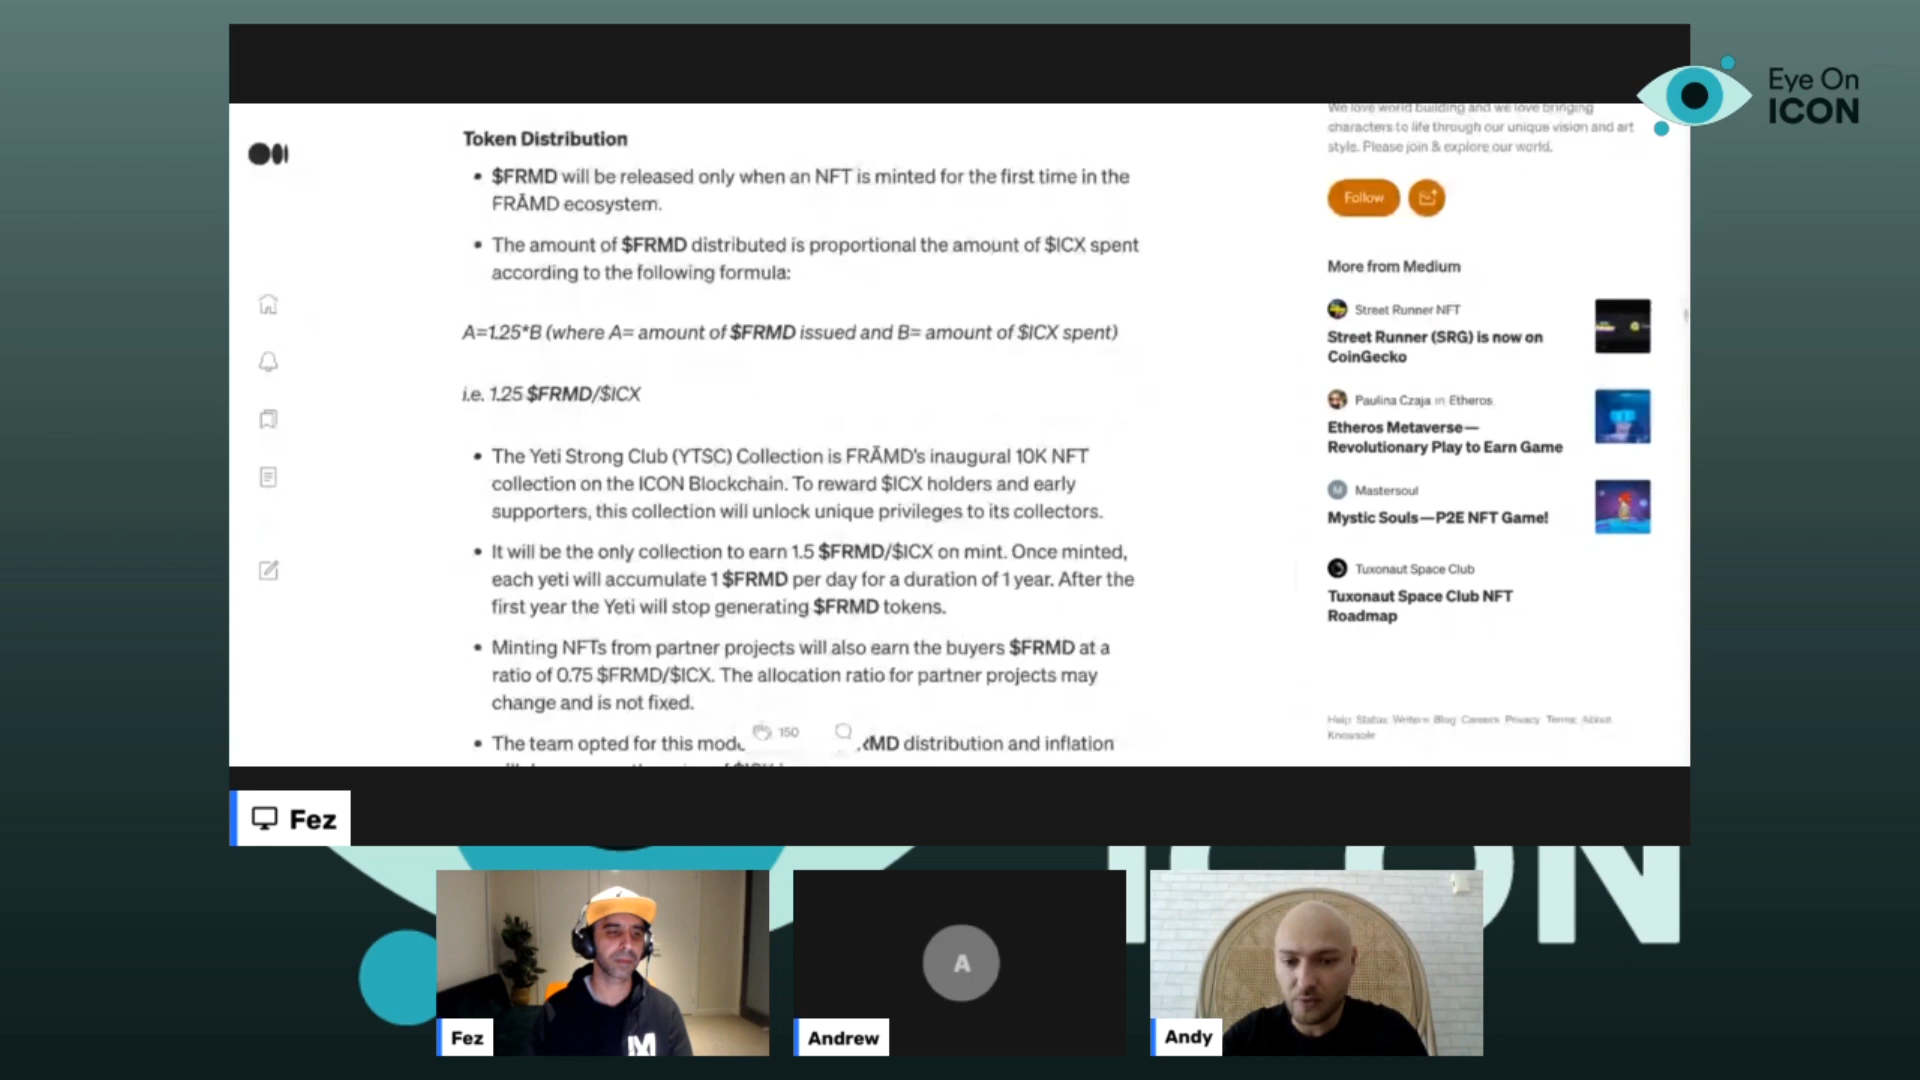 Eye On
ICON
Token Distribution
• $FRMD will be released only when an NFT is minted for the first time in the
FRĀMD ecosystem.
• The amount of $FRMD distributed is proportional the amount of $ICX spent
according to the following formula:
A=1.25*B (where A= amount of $FRMD issued and B= amount of $ICX spent)
i.e. 1.25 $FRMD/$ICX
• The Yeti Strong Club (YTSC) Collection is FRĀMD's inaugural 10K NFT
collection on the ICON Blockchain. To reward $ICX holders and early
supporters, this collection will unlock unique privileges to its collectors.
• It will be the only collection to earn 1.5 $FRMD/$ICX on mint. Once minted,
each yeti will accumulate 1 $FRMD per day for a duration of 1 year. After the
first year the Yeti will stop generating $FRMD tokens.
• Minting NFTs from partner projects will also earn the buyers $FRMD at a
ratio of 0.75 $FRMD/$ICX. The allocation ratio for partner projects may
change and is not fixed.
150
• The team opted for this mod RMD distribution and inflation
We love world building and we love bringing
characters to life through our unique vision and art
style. Please join & explore our world.
Follow
More from Medium
Street Runner NFT
Street Runner (SRG) is now on
CoinGecko
Paulina Czaja in Etheros
Etheros Metaverse—
Revolutionary Play to Earn Game
M Mastersoul
Mystic Souls—P2E NFT Game!
Tuxonaut Space Club
Tuxonaut Space Club NFT
Roadmap
Help Status Writers Blog Careers Privacy Terms About
Knowable
Fez
ICON
Fez
A
Andrew
Andy